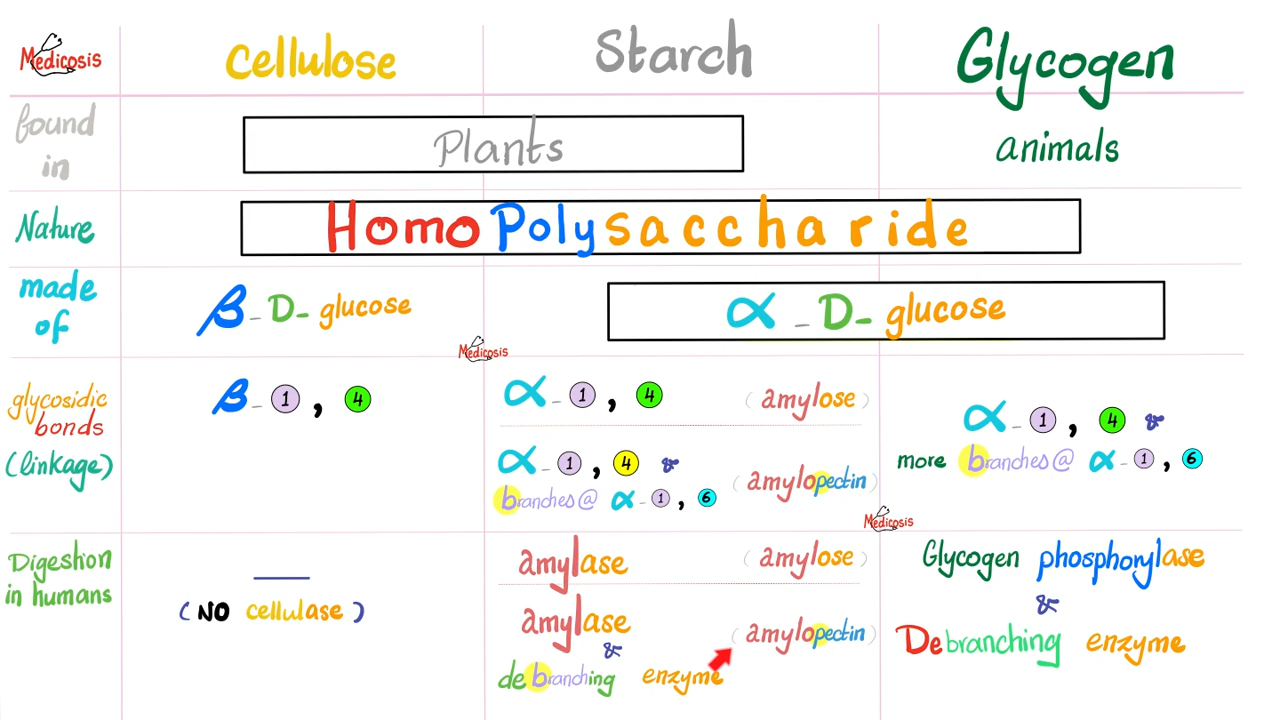 Medicosis
Cellulose
Starch
Glycogen
found
in
Plants
animals
Nature
HomoPolysaccharide
made
of
β-D-glucose
α-D-glucose
Medicosis
glycosidic
bonds
(linkage)
β-1,4
α-1,4 (amylose)
α-1,4 &
branches@ α-1,6 (amylopectin)
α-1,4 &
more branches@ α-1,6
Medicosis
Digestion
in humans
—
(NO cellulase)
amylase (amylose)
amylase (amylopectin)
&
debranching enzyme
Glycogen phosphorylase
&
Debranching enzyme